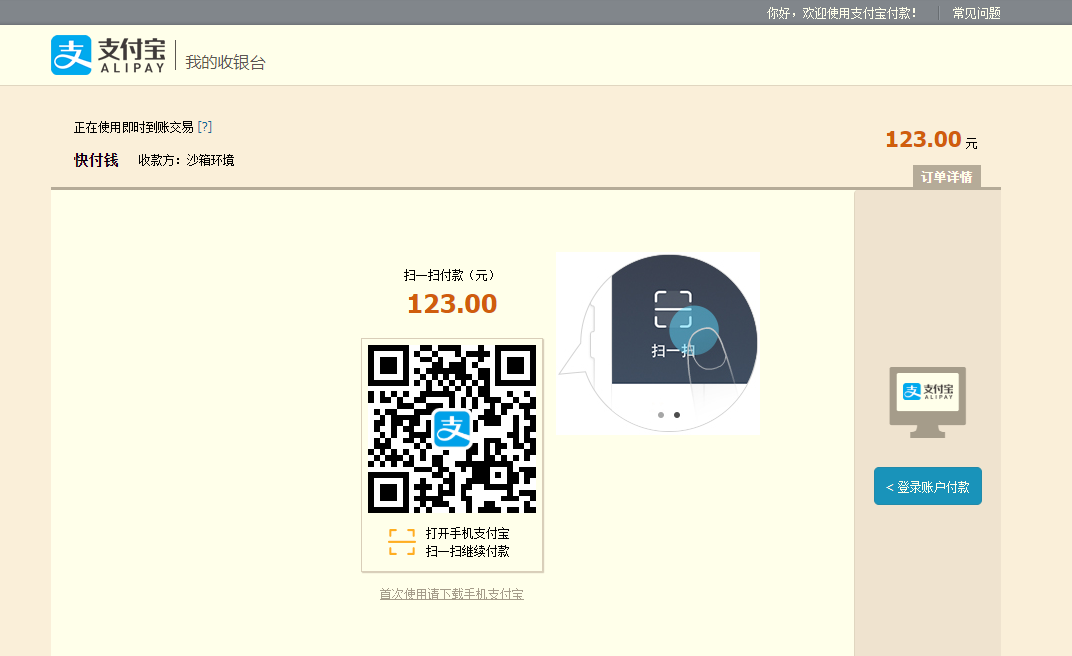 你好，欢迎使用支付宝付款！
常见问题
支 支付宝
ALIPAY
我的收银台
正在使用即时到账交易 [?]
快付钱 收款方：沙箱环境
123.00 元
订单详情
扫一扫付款（元）
123.00
扫一扫
支
打开手机支付宝
扫一扫继续付款
首次使用请下载手机支付宝
支 支付宝
ALIPAY
< 登录账户付款